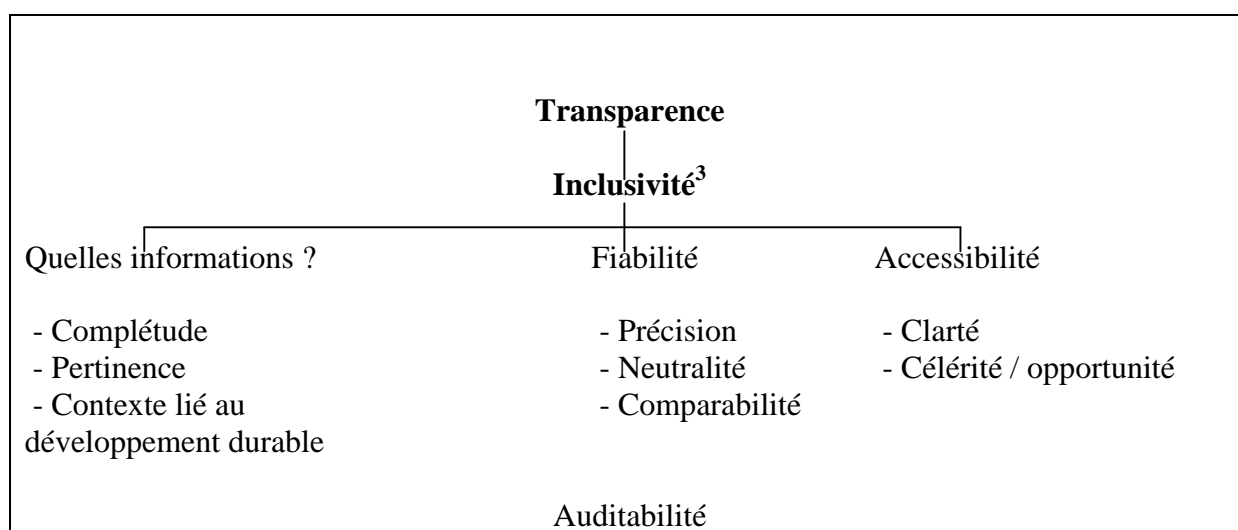 Transparence
Inclusivité³
Quelles informations ? Fiabilité Accessibilité
- Complétude - Précision - Clarté
- Pertinence - Neutralité - Célérité / opportunité
- Contexte lié au - Comparabilité
développement durable
Auditabilité